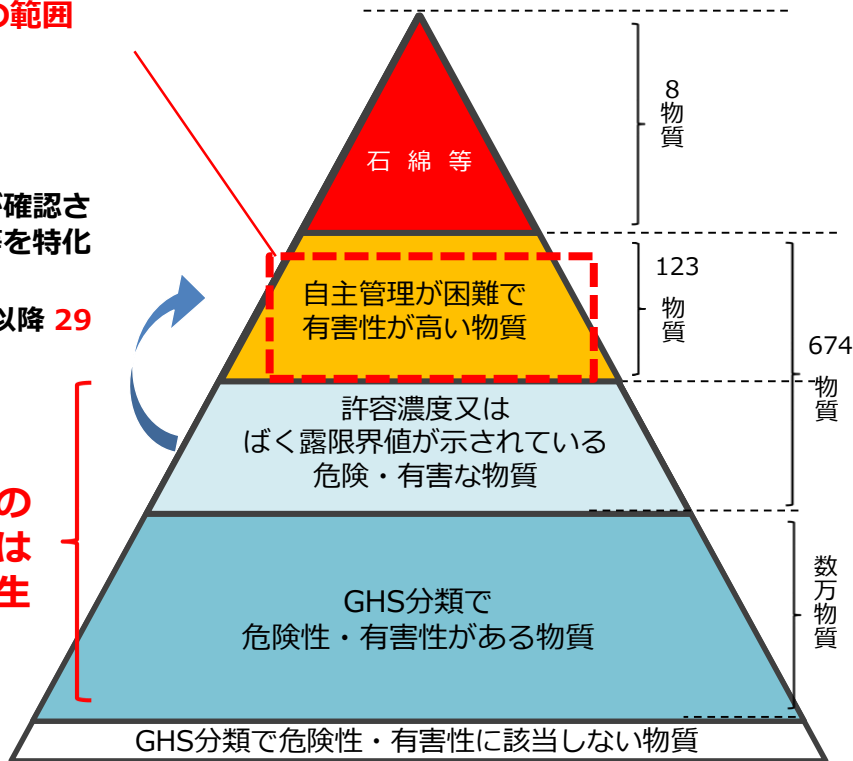 の範囲
8
物
質
石 綿 等
が確認さ
等を特化
以降 29
自主管理が困難で
有害性が高い物質
123
物
質
674
物
質
許容濃度又は
ばく露限界値が示されている
危険・有害な物質
の
は
生
GHS分類で
危険性・有害性がある物質
数
万
物
質
GHS分類で危険性・有害性に該当しない物質